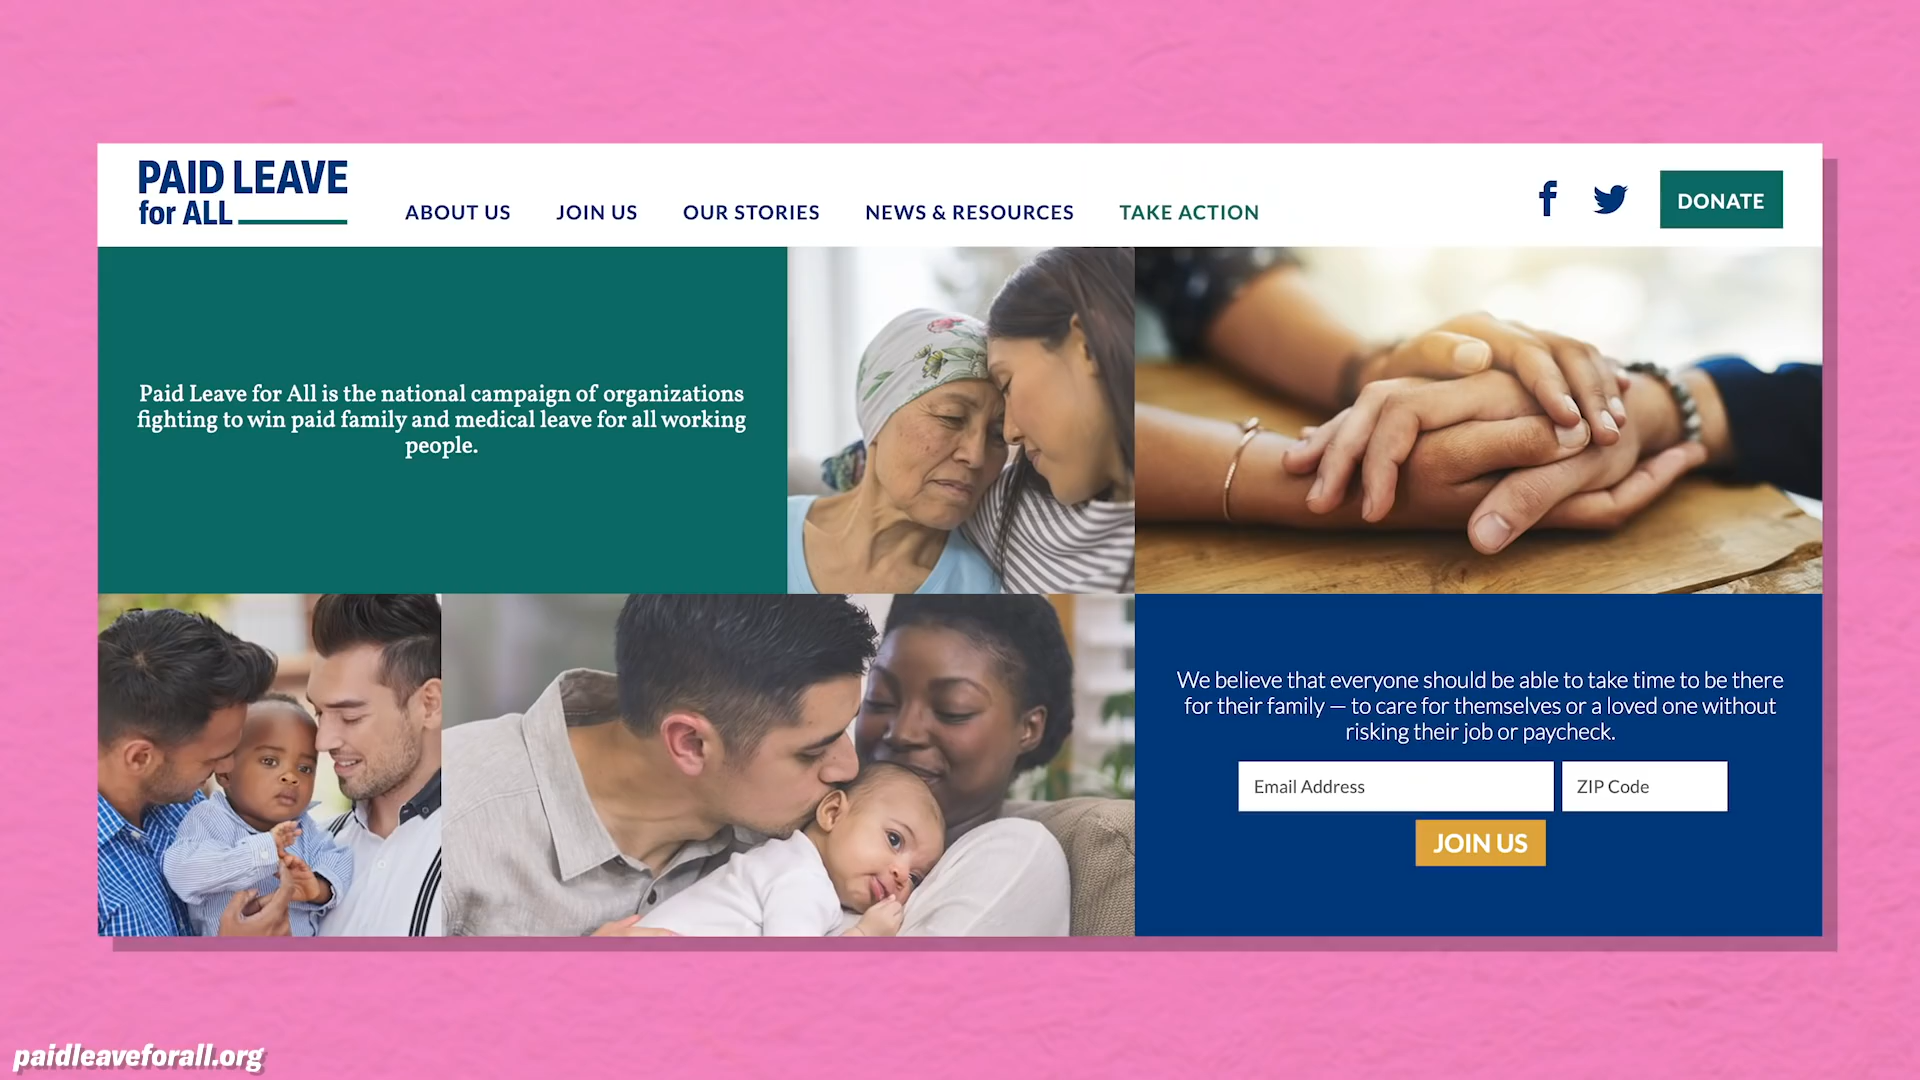 PAID LEAVE
for ALL
ABOUT US
JOIN US
OUR STORIES
NEWS & RESOURCES
TAKE ACTION
f
DONATE
Paid Leave for All is the national campaign of organizations
fighting to win paid family and medical leave for all working
people.
We believe that everyone should be able to take time to be there
for their family — to care for themselves or a loved one without
risking their job or paycheck.
Email Address
ZIP Code
JOIN US
paidleaveforall.org